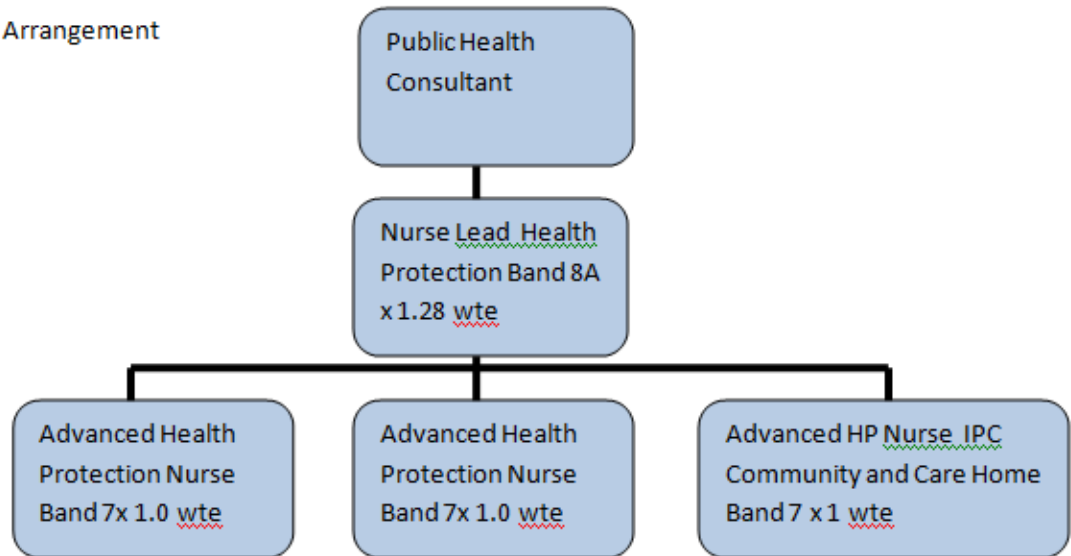 Arrangement
Public Health
Consultant
Nurse Lead Health
Protection Band 8A
x 1.28 wte
Advanced Health
Protection Nurse
Band 7x 1.0 wte
Advanced Health
Protection Nurse
Band 7x 1.0 wte
Advanced HP Nurse IPC
Community and Care Home
Band 7 x 1 wte